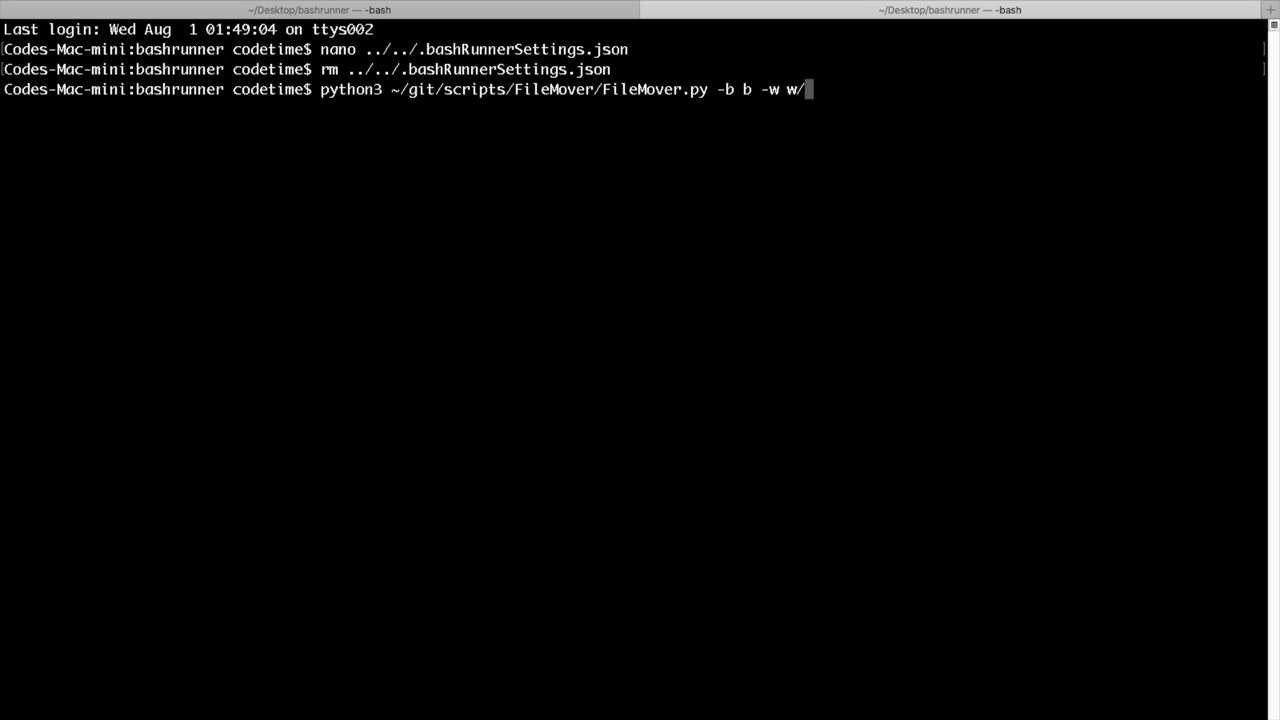 ~/Desktop/bashrunner — -bash
~/Desktop/bashrunner — -bash
+
Last login: Wed Aug  1 01:49:04 on ttys002
[Codes-Mac-mini:bashrunner codetime$ nano ../../.bashRunnerSettings.json ]
[Codes-Mac-mini:bashrunner codetime$ rm ../../.bashRunnerSettings.json ]
Codes-Mac-mini:bashrunner codetime$ python3 ~/git/scripts/FileMover/FileMover.py -b b -w w/